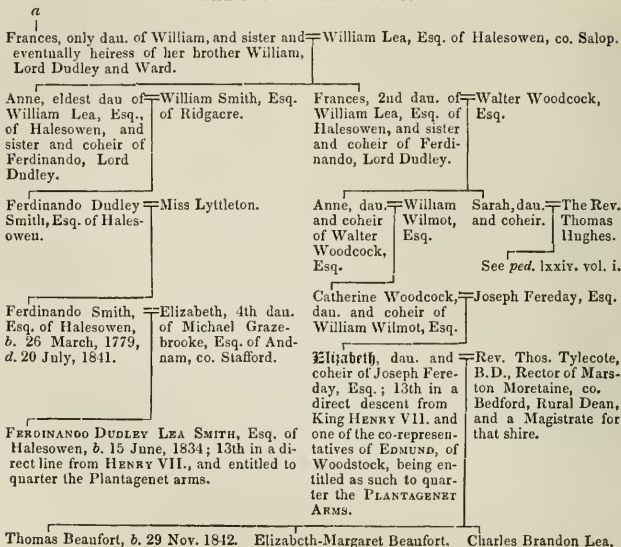 a
Frances, only dau. of William, and sister and
eventually heiress of her brother William,
Lord Dudley and Ward.
William Lea, Esq. of Halesowen, co. Salop.
Anne, eldest dau of
William Lea, Esq.,
of Halesowen, and
sister and coheir of
Ferdinando, Lord
Dudley.
William Smith, Esq.
of Ridgacre.
Frances, 2nd dau. of
William Lea, Esq. of
Halesowen, and sister
and coheir of Ferdi-
nando, Lord Dudley.
Walter Woodcock,
Esq.
Ferdinando Dudley
Smith, Esq. of Hales-
owen.
Miss Lyttleton.
Anne, dau.
and coheir
of Walter
Woodcock,
Esq.
William
Wilmot,
Esq.
Sarah, dau.
and coheir.
The Rev.
Thomas
Hughes.
See ped. lxxiv. vol. i.
Ferdinando Smith,
Esq. of Halesowen,
b. 26 March, 1779,
d. 20 July, 1841.
Elizabeth, 4th dau.
of Michael Graze-
brooke, Esq. of And-
nam, co. Stafford.
Catherine Woodcock,
dau. and coheir of
William Wilmot, Esq.
Joseph Fereday, Esq.
Elizabeth, dau. and
coheir of Joseph Fere-
day, Esq.; 13th in a
direct descent from
King HENRY VII. and
one of the co-represen-
tatives of EDMUND, of
Woodstock, being en-
titled as such to quar-
ter the PLANTAGENET
ARMS.
Rev. Thos. Tylecote,
B.D., Rector of Mars-
ton Moretaine, co.
Bedford, Rural Dean,
and a Magistrate for
that shire.
FERDINANDO DUDLEY LEA SMITH, Esq. of
Halesowen, b. 15 June, 1834; 13th in a di-
rect line from HENRY VII., and entitled to
quarter the Plantagenet arms.
Thomas Beaufort, b. 29 Nov. 1842. Elizabeth-Margaret Beaufort. Charles Brandon Lea.